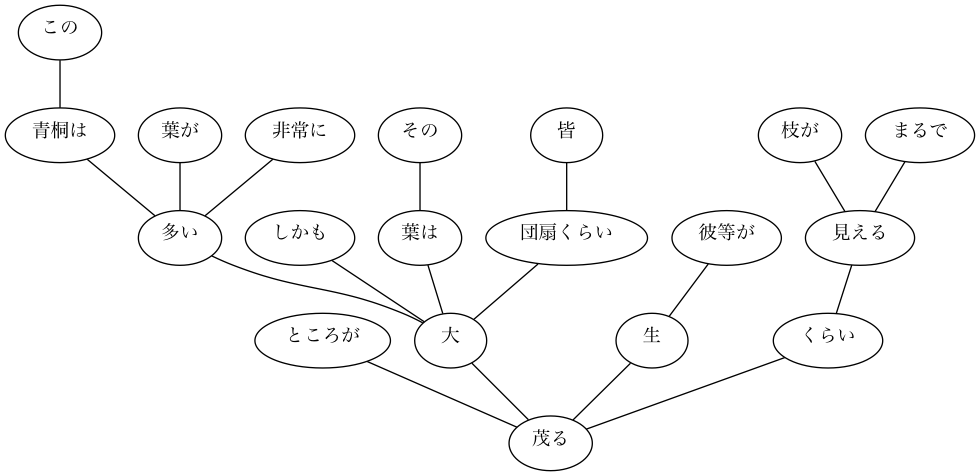 この
青桐は
葉が
非常に
その
皆
枝が
まるで
多い
しかも
葉は
団扇くらい
彼等が
見える
ところが
大
生
くらい
茂る